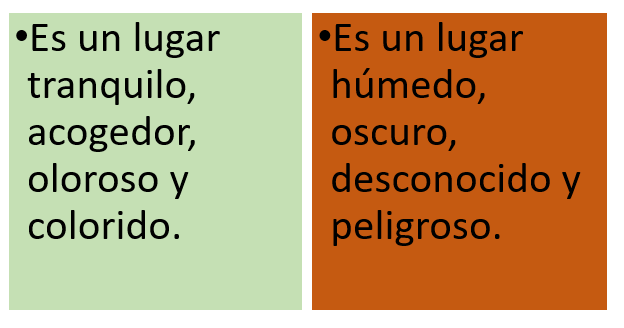 •Es un lugar
tranquilo,
acogedor,
oloroso y
colorido.
•Es un lugar
húmedo,
oscuro,
desconocido y
peligroso.